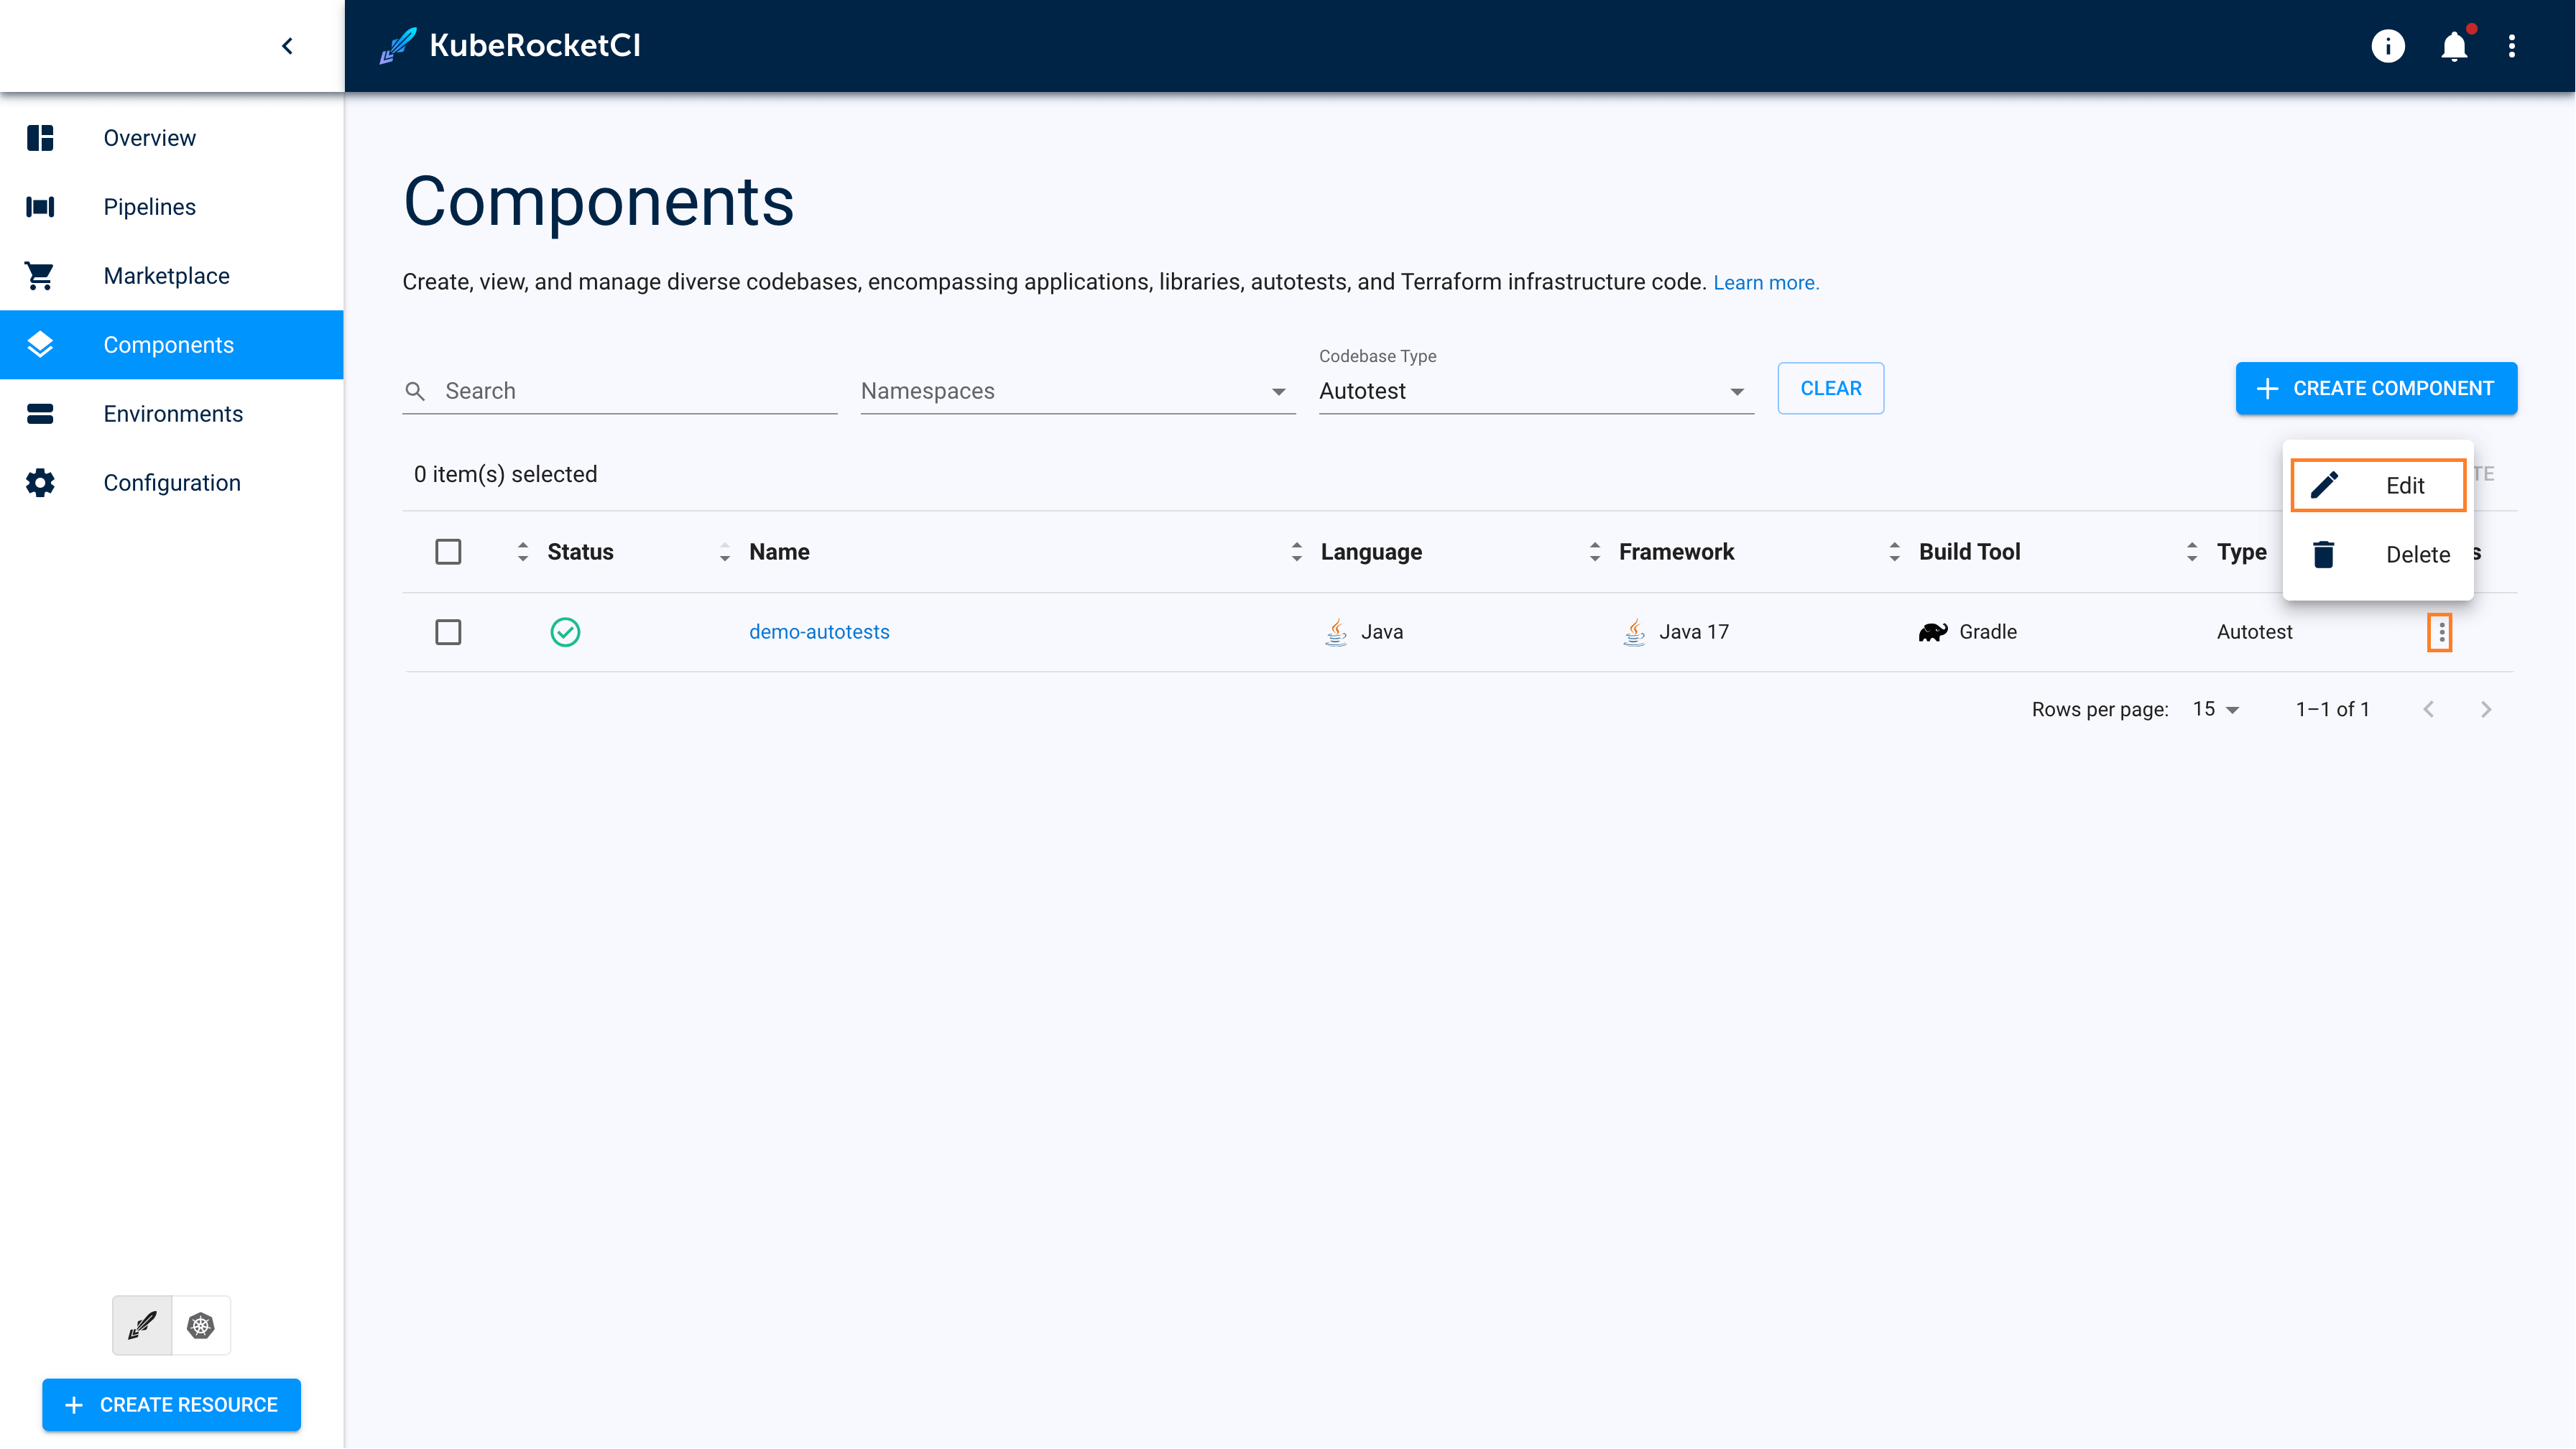 KubeRocketCI
Overview
Pipelines
Marketplace
Components
Environments
Configuration
Components
Create, view, and manage diverse codebases, encompassing applications, libraries, autotests, and Terraform infrastructure code. Learn more.
Codebase Type
Search Namespaces Autotest CLEAR CREATE COMPONENT
0 item(s) selected TE
Edit
Delete
Status Name Language Framework Build Tool Type s
demo-autotests Java Java 17 Gradle Autotest
Rows per page: 15 1–1 of 1
CREATE RESOURCE